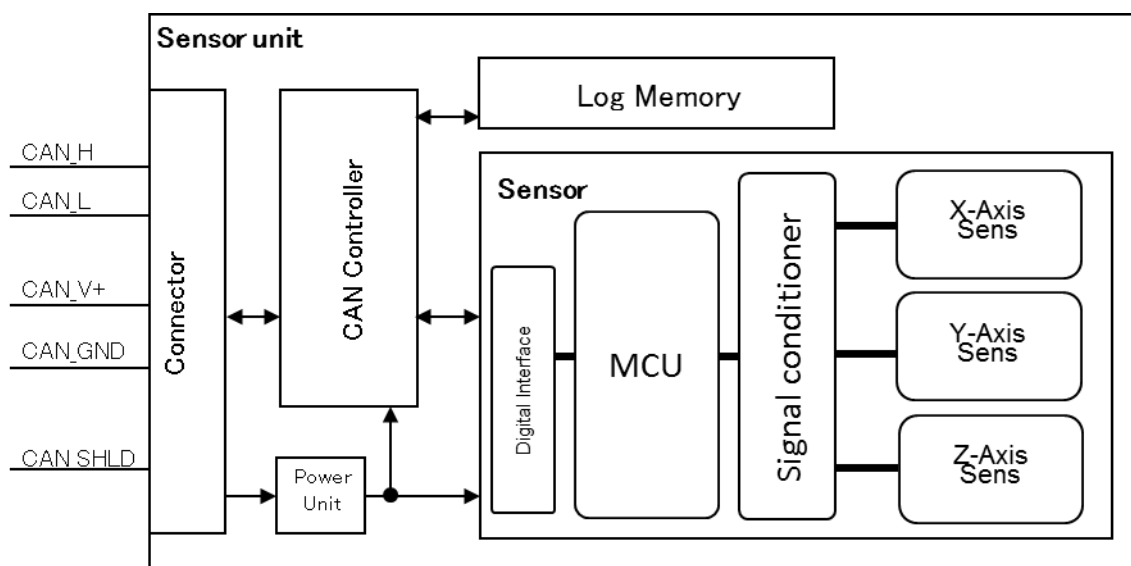 Sensor unit
Log Memory
CAN_H
CAN_L
CAN_V+
CAN_GND
CAN SHLD
Connector
CAN Controller
Power
Unit
Sensor
Digital Interface
MCU
Signal conditioner
X-Axis
Sens
Y-Axis
Sens
Z-Axis
Sens